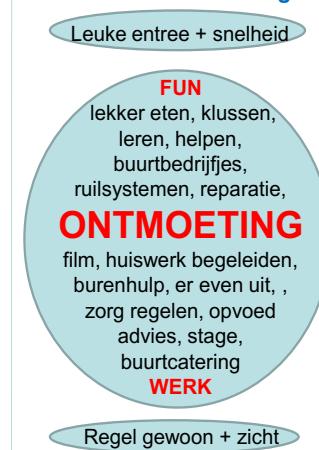 Leuke entree + snelheid
FUN
lekker eten, klussen,
leren, helpen,
buurtbedrijfjes,
ruilsystemen, reparatie,
ONTMOETING
film, huiswerk begeleiden,
burenhulp, er even uit, ,
zorg regelen, opvoed
advies, stage,
buurtcatering
WERK
Regel gewoon + zicht